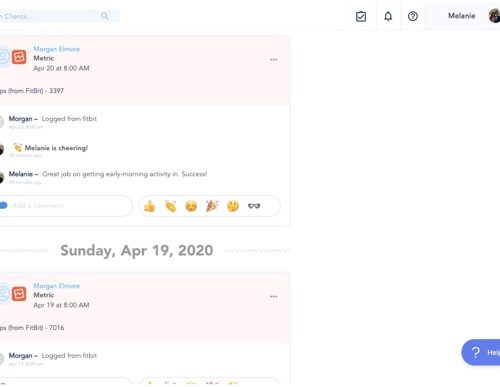 Clients...
Melanie
Morgan Elmore
Metric
Apr 20 at 8:00 AM
(from FitBit) - 3397
Morgan – Logged from fitbit
Apr 20, 8:00 am
Melanie is cheering!
40 minutes ago
Melanie – Great job on getting early-morning activity in. Success!
39 minutes ago
Add a comment
Sunday, Apr 19, 2020
Morgan Elmore
Metric
Apr 19 at 8:00 AM
(from FitBit) - 7016
Morgan – Logged from fitbit
Apr 19, 8:00 am
? Help